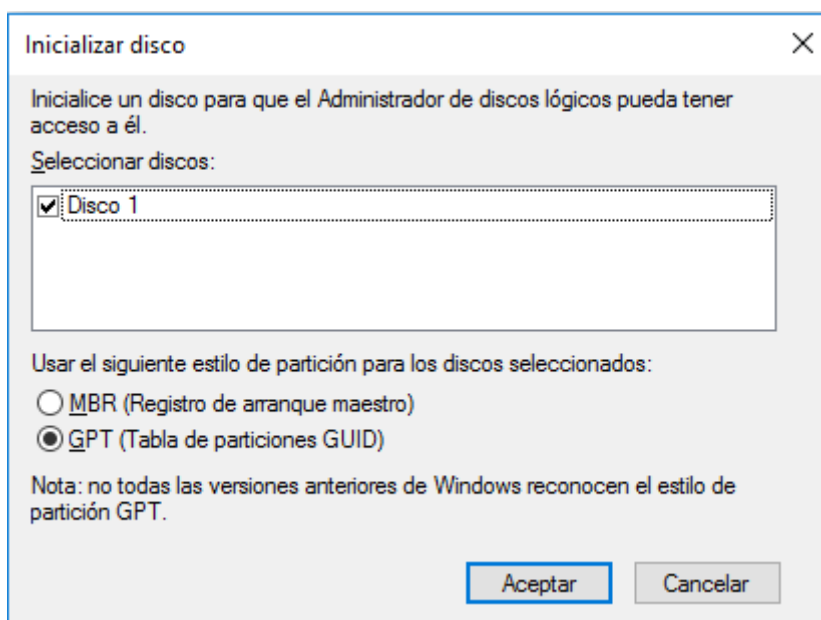 Inicializar disco
Inicialice un disco para que el Administrador de discos lógicos pueda tener
acceso a él.
Seleccionar discos:
Disco 1
Usar el siguiente estilo de partición para los discos seleccionados:
MBR (Registro de arranque maestro)
GPT (Tabla de particiones GUID)
Nota: no todas las versiones anteriores de Windows reconocen el estilo de
partición GPT.
Aceptar Cancelar